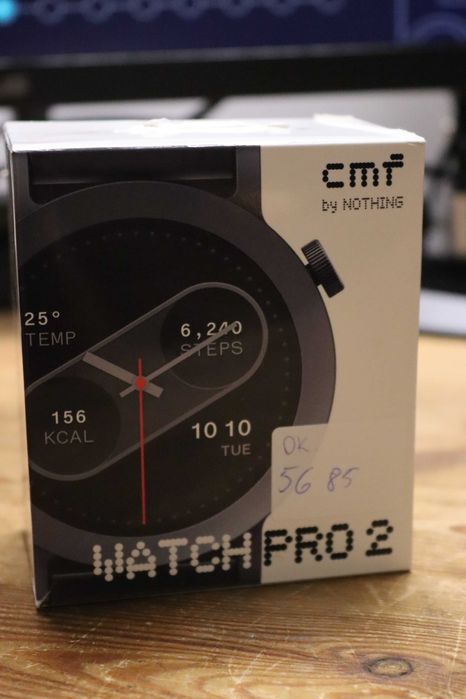 cmf
by NOTHING
25°
TEMP
6,240
STEPS
156
KCAL
10 10
TUE
OK
56 85
WATCH PRO 2